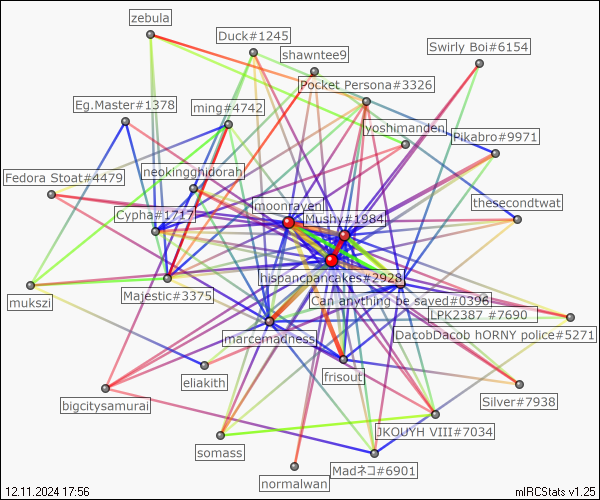 zebula
Duck#1245
shawntee9
Swirly Boi#6154
Pocket Persona#3326
Eg.Master#1378
ming#4742
yoshimanden
Pikabro#9971
neokingghidorah
Fedora Stoat#4479
moonraven
thesecondtwat
Cypha#1717
Mushy#1984
hispancpancakes#2928
mukszi
Majestic#3375
Can anything be saved#0396
LPK2387 #7690
marcemadness
DacobDacob hORNY police#5271
eliakith
frisout
bigcitysamurai
Silver#7938
JKOUYH VIII#7034
somass
Madネコ#6901
normalwan
12.11.2024 17:56
mIRCStats v1.25